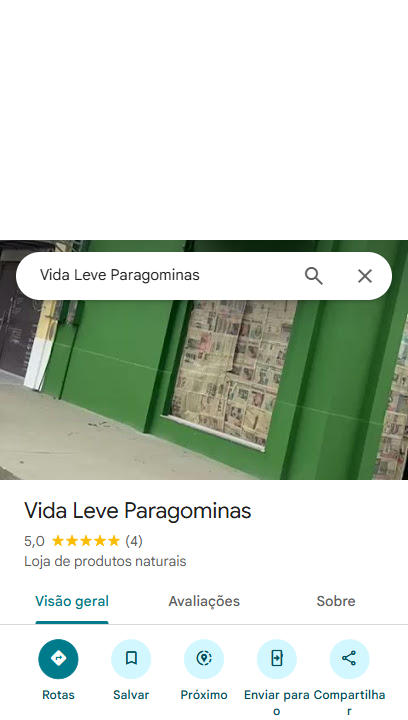 Vida Leve Paragominas
Vida Leve Paragominas
5,0 (4)
Loja de produtos naturais
Visão geral Avaliações Sobre
Rotas Salvar Próximo Enviar para o Compartilhar